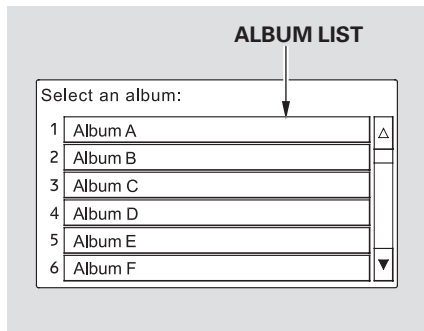 ALBUM LIST
Select an album:
1 Album A
2 Album B
3 Album C
4 Album D
5 Album E
6 Album F